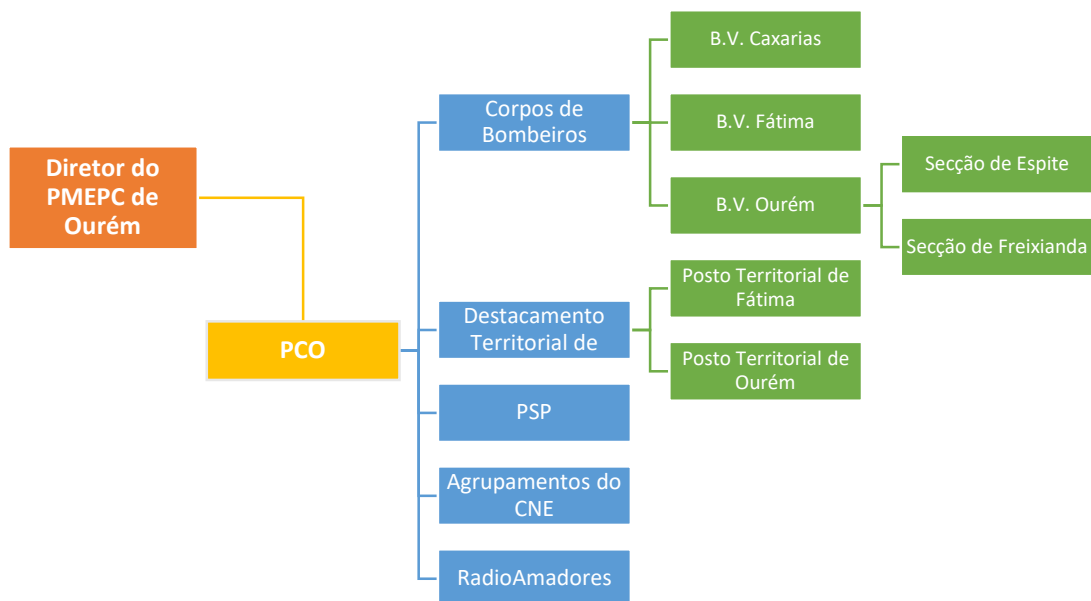 B.V. Caxarias
Corpos de
Bombeiros
B.V. Fátima
Diretor do
PMEPC de
Ourém
Secção de Espite
B.V. Ourém
Secção de Freixianda
Posto Territorial de
Fátima
Destacamento
Territorial de
PCO
Posto Territorial de
Ourém
PSP
Agrupamentos do
CNE
RadioAmadores